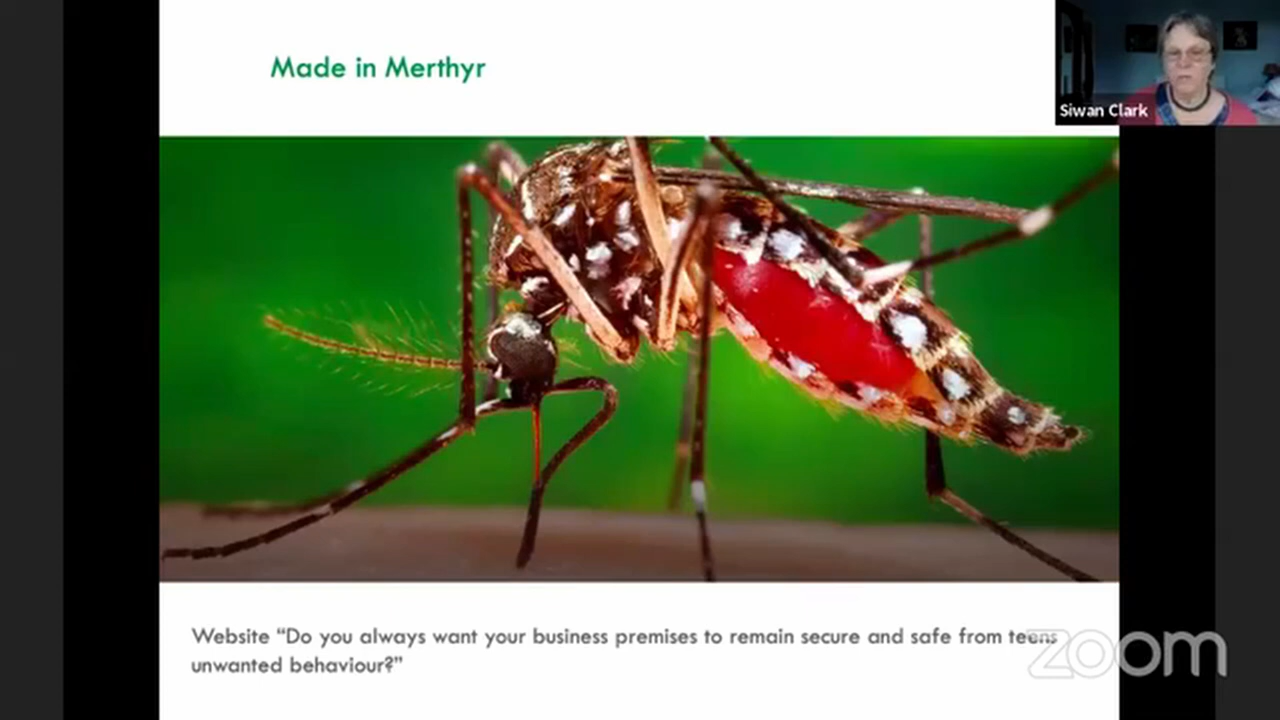 Made in Merthyr
Siwan Clark
Website “Do you always want your business premises to remain secure and safe from teens
unwanted behaviour?”
zoom